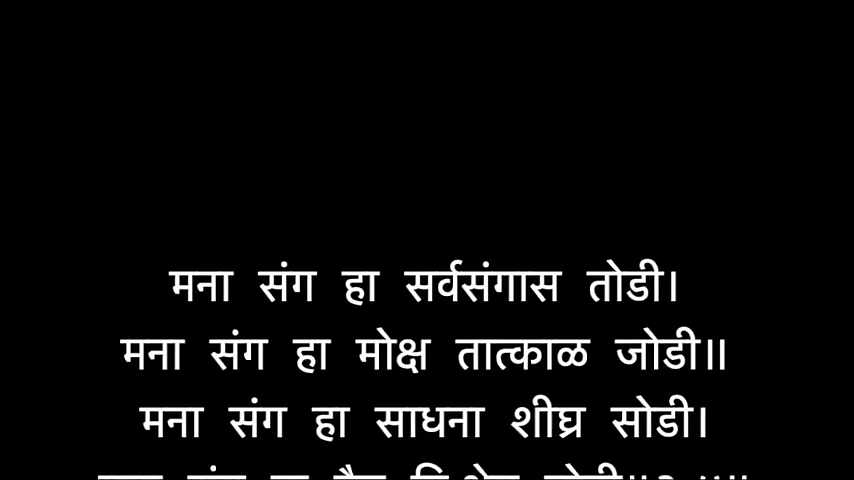 मना संग हा सर्वसंगास तोडी।
मना संग हा मोक्ष तात्काळ जोडी॥
मना संग हा साधना शीघ्र सोडी।